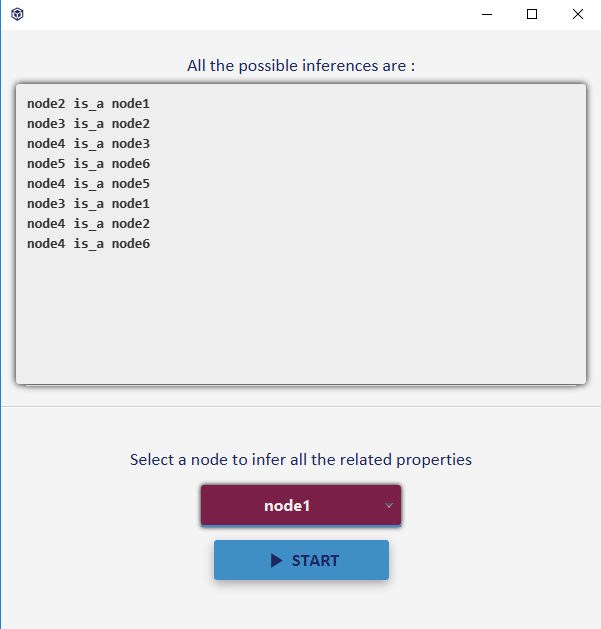 All the possible inferences are :
node2 is_a node1
node3 is_a node2
node4 is_a node3
node5 is_a node6
node4 is_a node5
node3 is_a node1
node4 is_a node2
node4 is_a node6
Select a node to infer all the related properties
node1
START